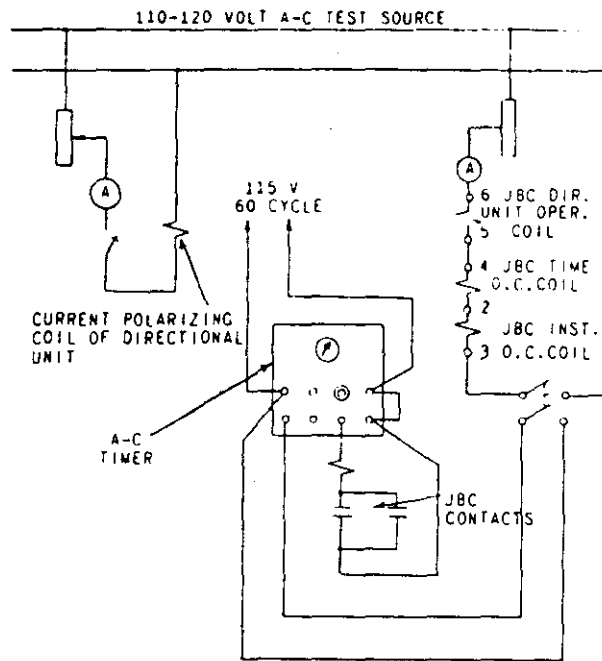 110-120 VOLT A-C TEST SOURCE
A
A
115 V
60 CYCLE
6 JBC DIR.
UNIT OPER.
5 COIL
4 JBC TIME
O.C.COIL
2
JBC INST.
3 O.C.COIL
CURRENT POLARIZING
COIL OF DIRECTIONAL
UNIT
A-C
TIMER
JBC
CONTACTS